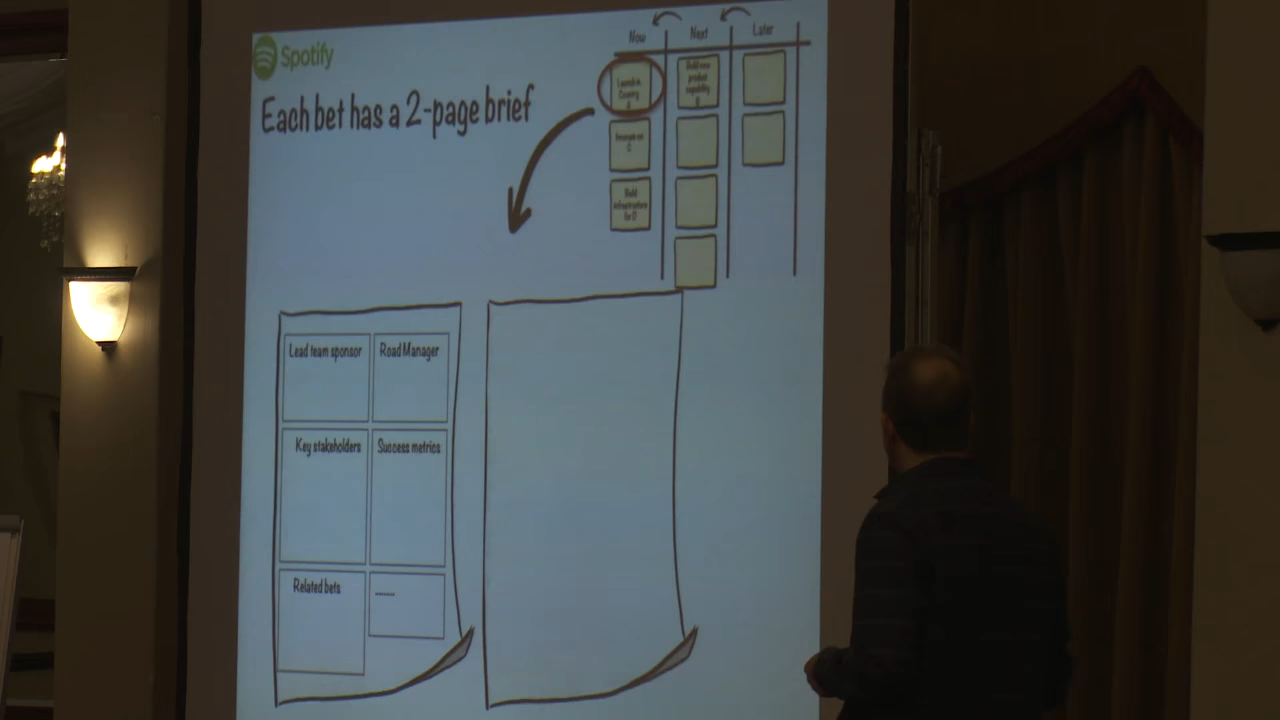 Spotify
Each bet has a 2-page brief
Now
Next
Later
Launch in
Country
Build new
product
capability
B
Innovate on
C
Build
infrastructure
for D
Lead team sponsor
Road Manager
Key stakeholders
Success metrics
Related bets